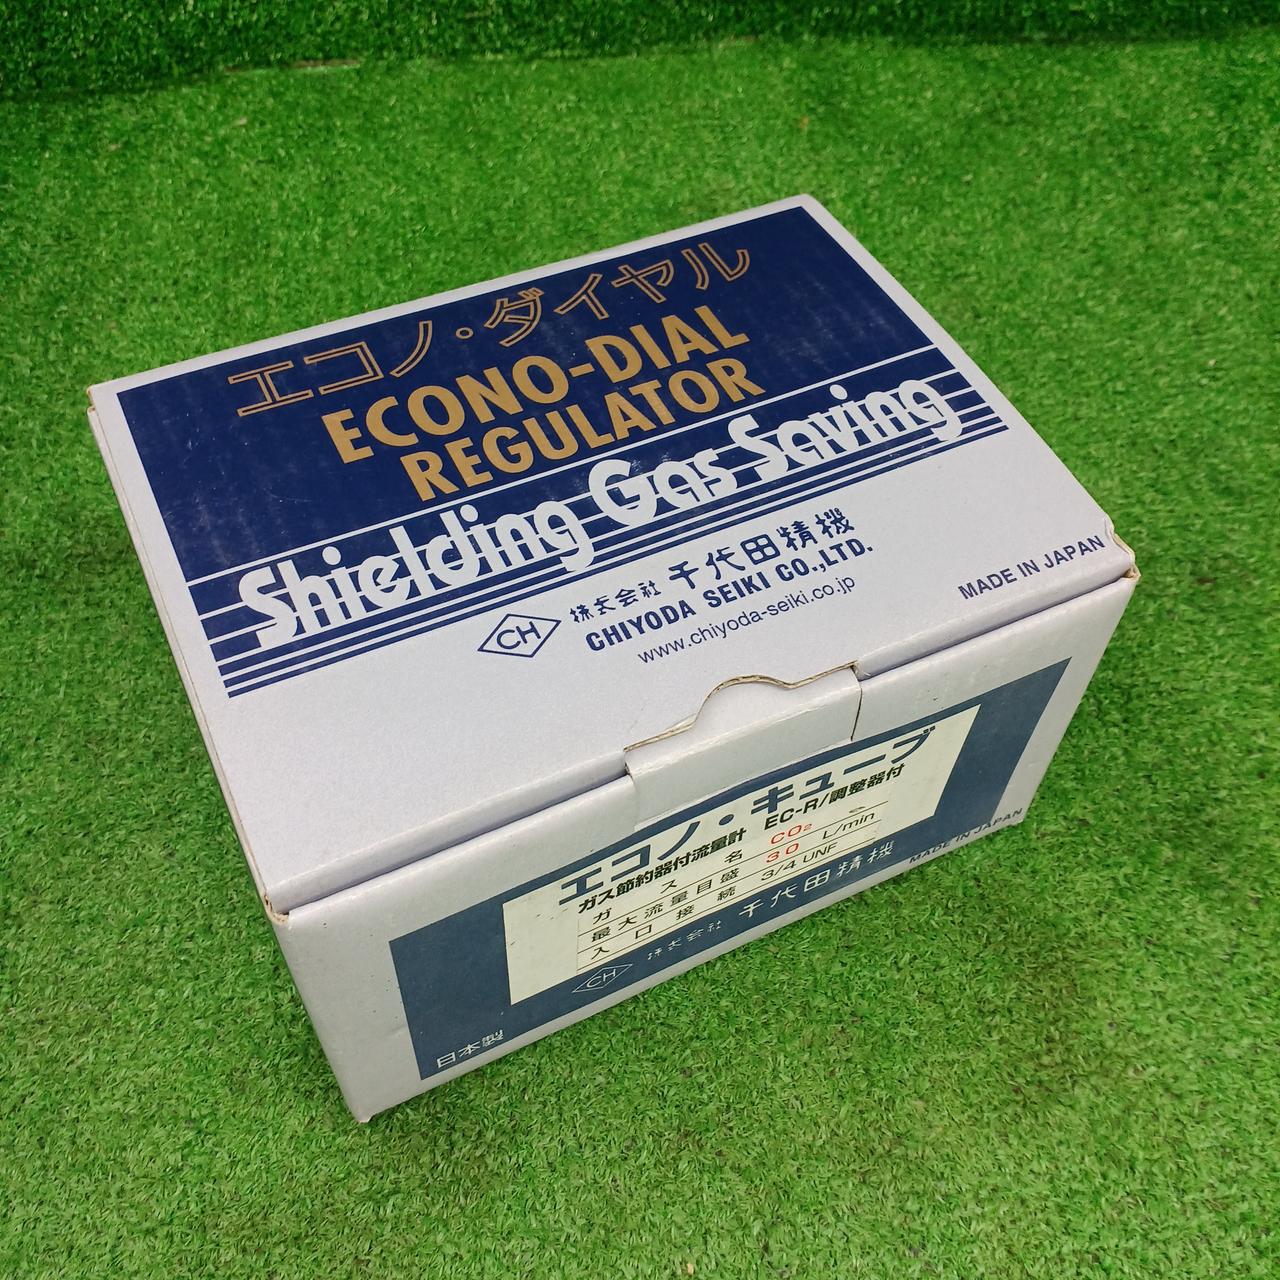 エコノ・ダイヤル
ECONO-DIAL
REGULATOR
Shielding Gas Saving
CH
株式会社 千代田精機
CHIYODA SEIKI CO.,LTD.
www.chiyoda-seiki.co.jp
MADE IN JAPAN
エコノ・キューブ
ガス節約器付流量計 EC-R/調整器付
ガス名 CO₂
最大流量目盛 30 L/min
入口接続 3/4 UNF
CH 株式会社 千代田精機
MADE IN JAPAN
日本製